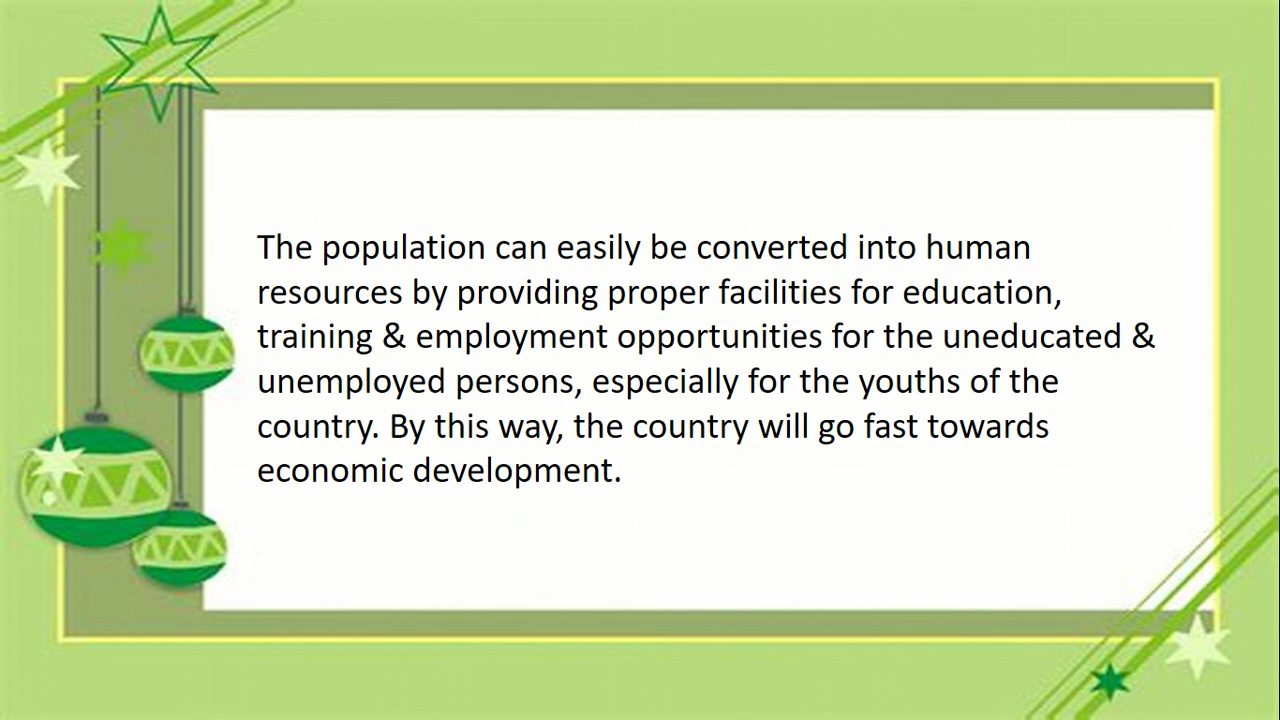 The population can easily be converted into human
resources by providing proper facilities for education,
training & employment opportunities for the uneducated &
unemployed persons, especially for the youths of the
country. By this way, the country will go fast towards
economic development.